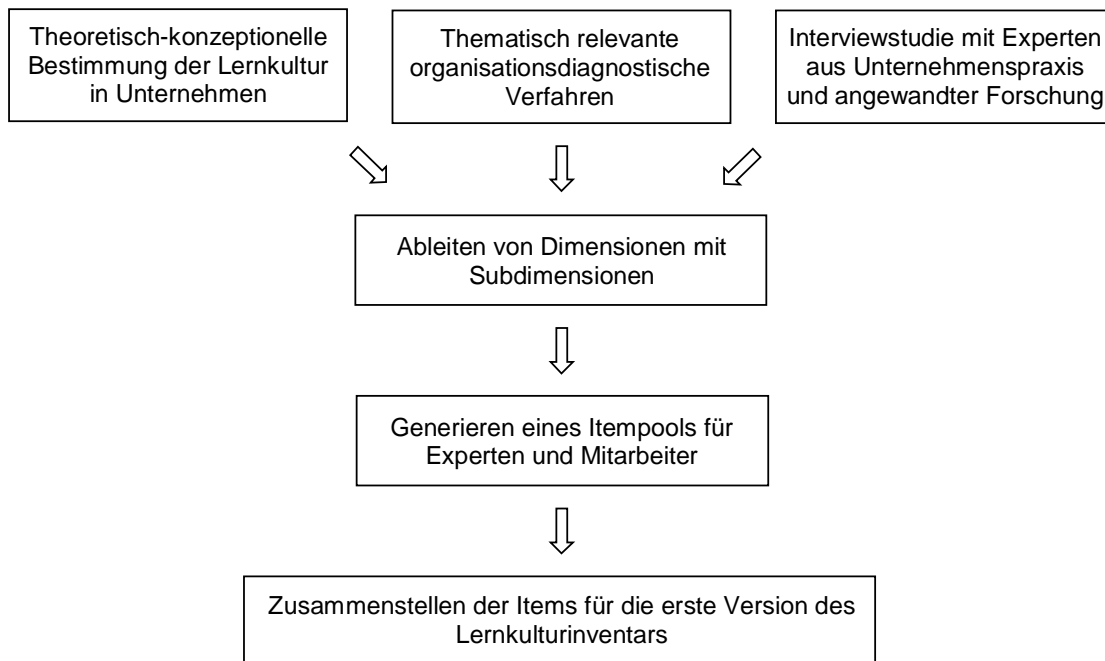 Theoretisch-konzeptionelle
Bestimmung der Lernkultur
in Unternehmen
Thematisch relevante
organisationsdiagnostische
Verfahren
Interviewstudie mit Experten
aus Unternehmenspraxis
und angewandter Forschung
Ableiten von Dimensionen mit
Subdimensionen
Generieren eines Itempools für
Experten und Mitarbeiter
Zusammenstellen der Items für die erste Version des
Lernkulturinventars